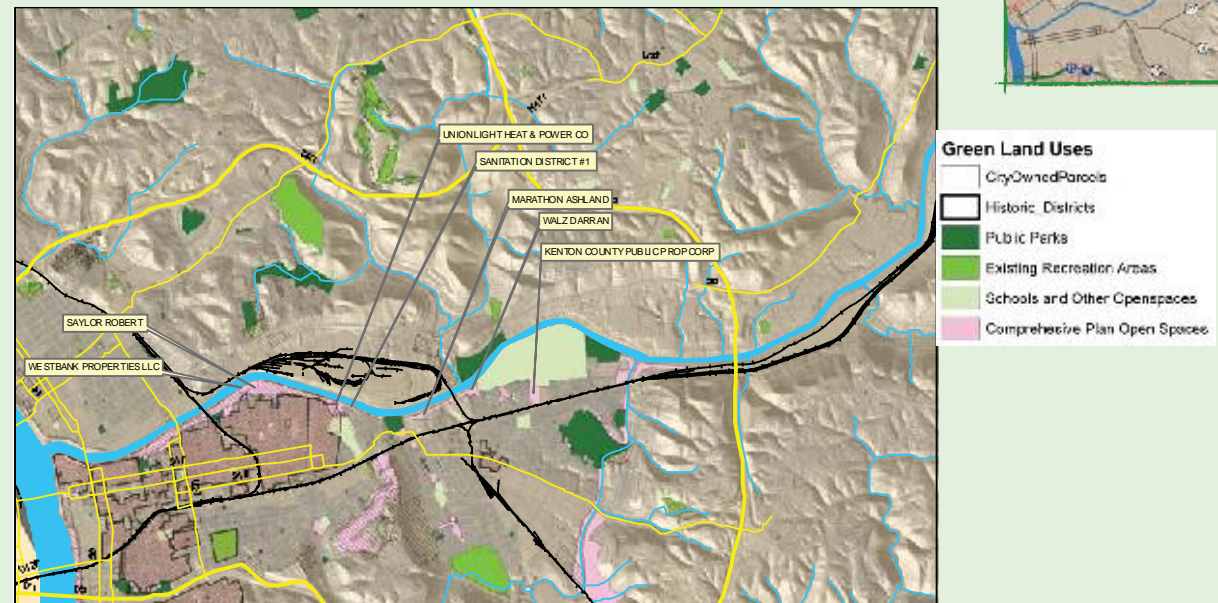 UNION LIGHT HEAT & POWER CO
SANITATION DISTRICT #1
MARATHON ASHLAND
WALZ DARRAN
KENTON COUNTY PUBLIC PROP CORP
SAYLOR ROBERT
WESTBANK PROPERTIES LLC
Green Land Uses
CityOwnedParcels
Historic Districts
Public Parks
Existing Recreation Areas
Schools and Other Openspaces
Comprehesive Plan Open Spaces